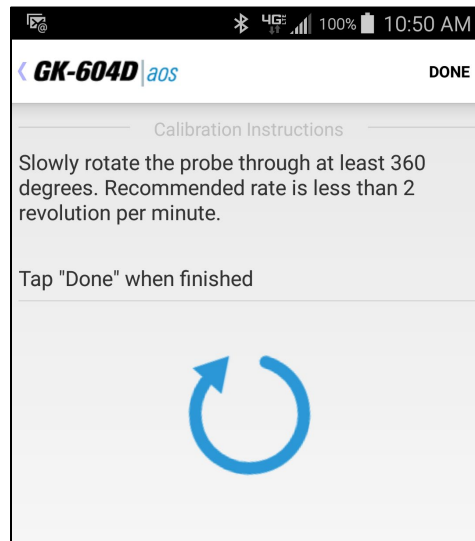 4G 100% 10:50 AM
GK-604D|aos DONE
Calibration Instructions
Slowly rotate the probe through at least 360
degrees. Recommended rate is less than 2
revolution per minute.
Tap "Done" when finished